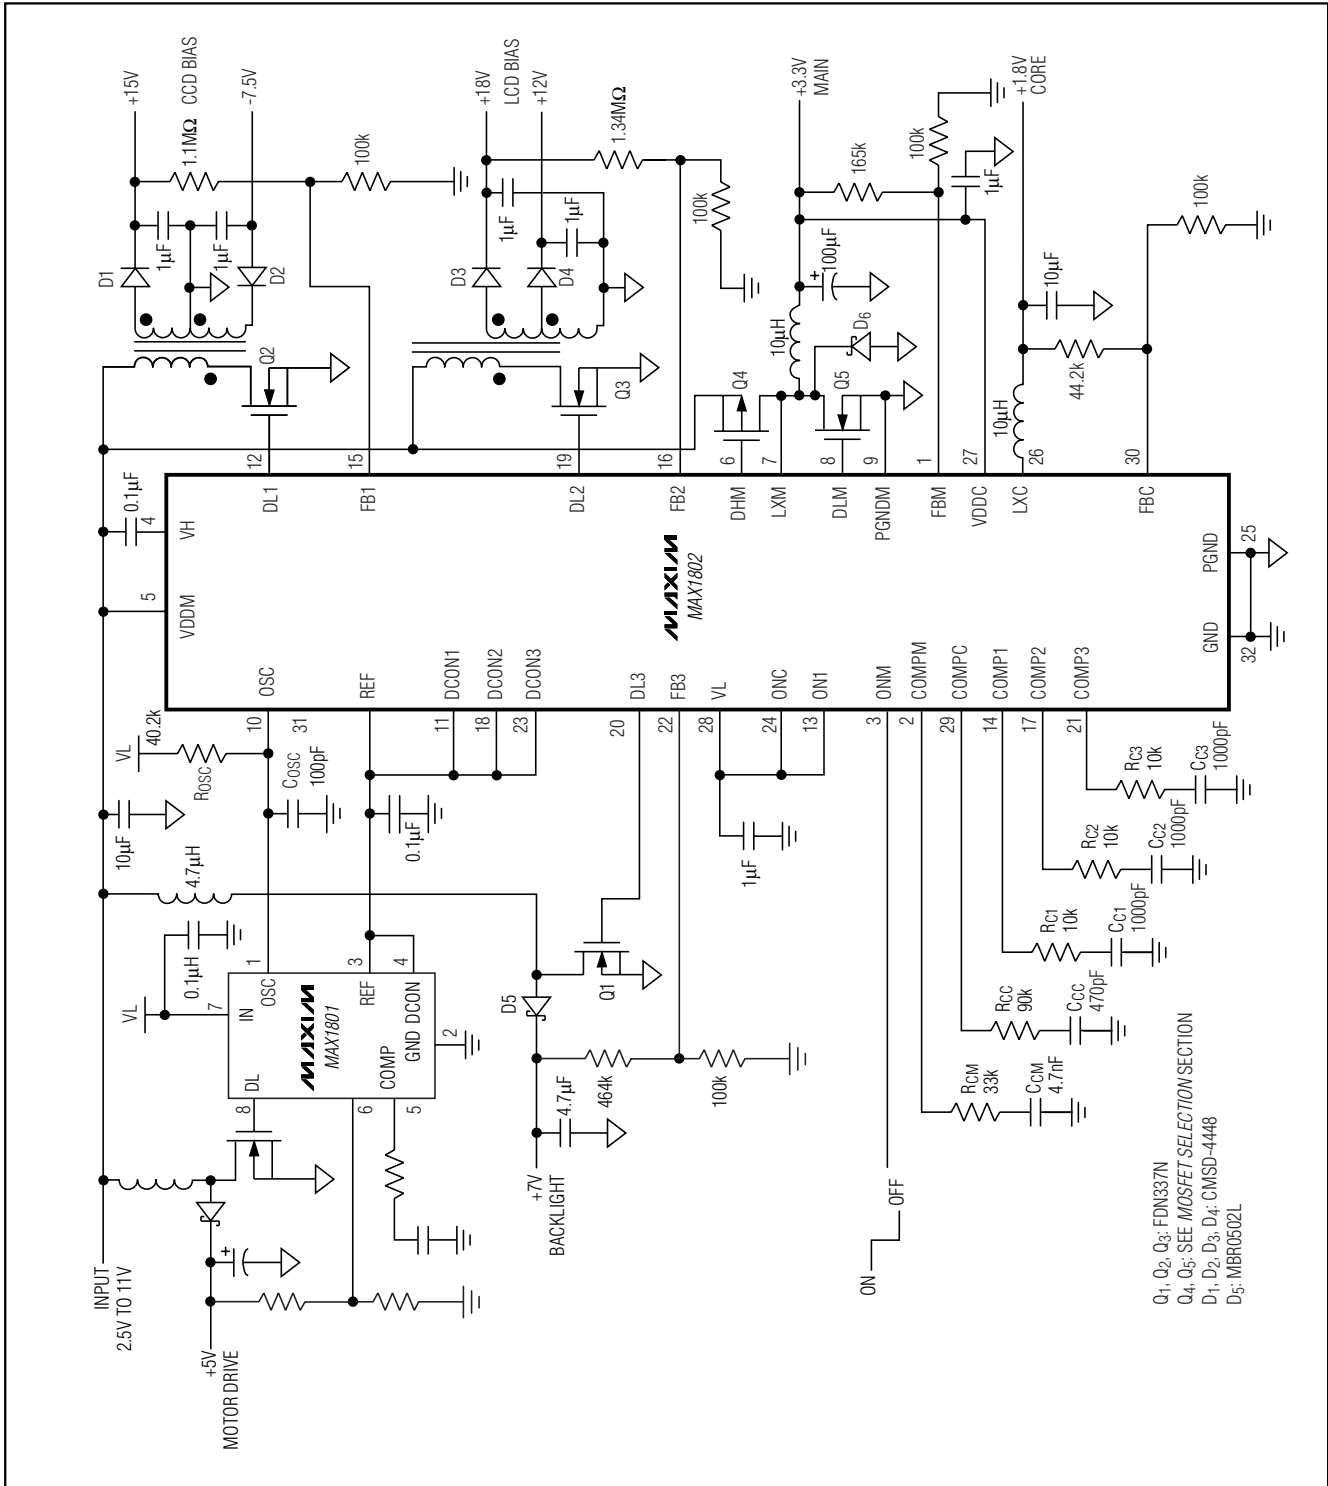 INPUT
2.5V TO 11V
+5V
MOTOR DRIVE
+15V
1.1MΩ
CCD BIAS
-7.5V
D1
1µF
1µF
D2
100k
Q2
+18V
LCD BIAS
+12V
1.34MΩ
D3
1µF
1µF
D4
100k
Q3
+3.3V
MAIN
165k
100k
1µF
100µF
+
10µH
D6
Q4
Q5
+1.8V
CORE
10µF
10µH
44.2k
100k
0.1µF
4
VH
5
VDDM
12
DL1
15
FB1
19
DL2
16
FB2
6
DHM
7
LXM
8
DLM
9
PGNDM
1
FBM
27
VDDC
26
LXC
30
FBC
MAXIM
MAX1802
PGND
25
GND
32
OSC
10
31
REF
DCON1
11
DCON2
18
DCON3
23
DL3
20
FB3
22
VL
28
ONC
24
ON1
13
ONM
3
COMPM
2
COMPC
29
COMP1
14
COMP2
17
COMP3
21
VL
40.2k
ROSC
COSC
100pF
10µF
4.7µH
0.1µF
1µF
VL
0.1µH
7
IN
1
OSC
3
REF
4
MAXIM
MAX1801
DL
8
COMP
6
5
GND
DCON
2
+
D5
Q1
464k
100k
4.7µF
+7V
BACKLIGHT
RC3
10k
CC3
1000pF
RC2
10k
CC2
1000pF
RC1
10k
CC1
1000pF
RCC
90k
CCC
470pF
RCM
33k
CCM
4.7nF
ON
OFF
Q1, Q2, Q3: FDN337N
Q4, Q5: SEE MOSFET SELECTION SECTION
D1, D2, D3, D4: CMSD-4448
D5: MBR0502L